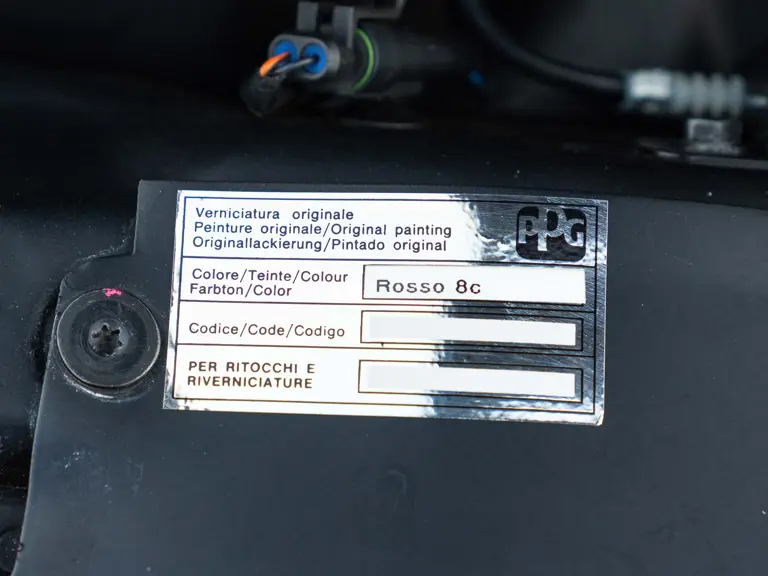 Verniciatura originale
Peinture originale/Original painting
Originallackierung/Pintado original
PPG
Colore/Teinte/Colour
Farbton/Color
Rosso 8c
Codice/Code/Codigo
PER RITOCCHI E
RIVERNICIATURE